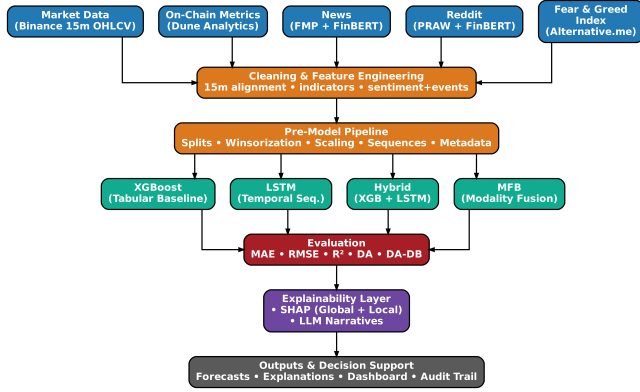 Market Data
(Binance 15m OHLCV)
On-Chain Metrics
(Dune Analytics)
News
(FMP + FinBERT)
Reddit
(PRAW + FinBERT)
Fear & Greed
Index
(Alternative.me)
Cleaning & Feature Engineering
15m alignment • indicators • sentiment+events
Pre-Model Pipeline
Splits • Winsorization • Scaling • Sequences • Metadata
XGBoost
(Tabular Baseline)
LSTM
(Temporal Seq.)
Hybrid
(XGB + LSTM)
MFB
(Modality Fusion)
Evaluation
MAE • RMSE • R² • DA • DA-DB
Explainability Layer
• SHAP (Global + Local)
• LLM Narratives
Outputs & Decision Support
Forecasts • Explanations • Dashboard • Audit Trail